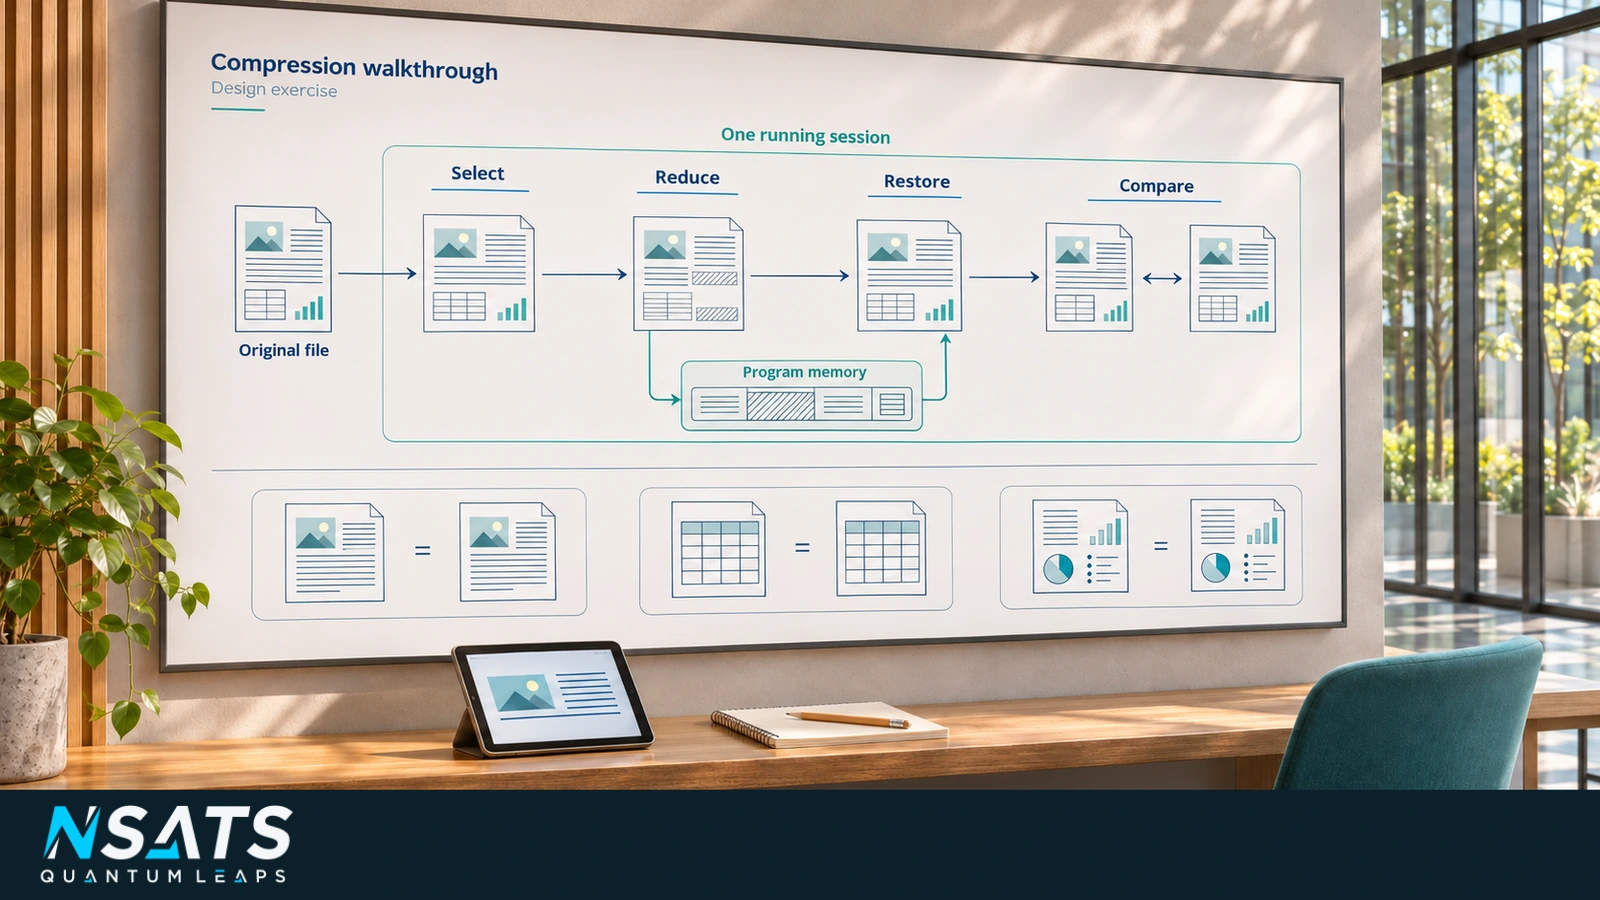 Compression walkthrough
Design exercise
One running session
Select
Reduce
Restore
Compare
Original file
Program memory
=
=
=
NSATS
QUANTUM LEAPS